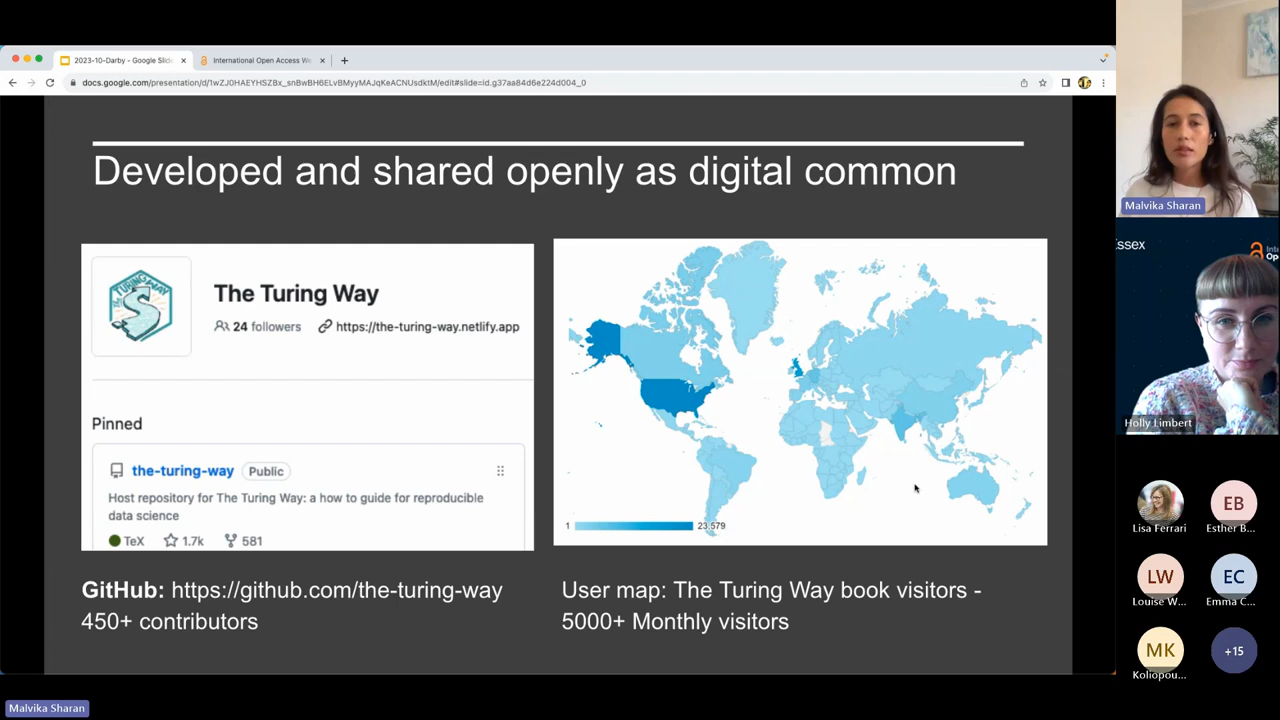 2023-10-Darby - Google Slid
International Open Access We
docs.google.com/presentation/d/1wZJ0HAEYHSZBx_snBwBH6ELvBMyyMAJqKeACNUsdktM/edit#slide=id.g37aa84d6e224d004_0
Developed and shared openly as digital common
The Turing Way
24 followers
https://the-turing-way.netlify.app
Pinned
the-turing-way
Public
Host repository for The Turing Way: a how to guide for reproducible
data science
TeX
1.7k
581
1
23,579
GitHub: https://github.com/the-turing-way
450+ contributors
User map: The Turing Way book visitors -
5000+ Monthly visitors
Malvika Sharan
Essex
Op
Holly Limbert
Lisa Ferrari
EB
Esther B...
LW
Louise W...
EC
Emma C...
MK
Koliopou...
+15
Malvika Sharan